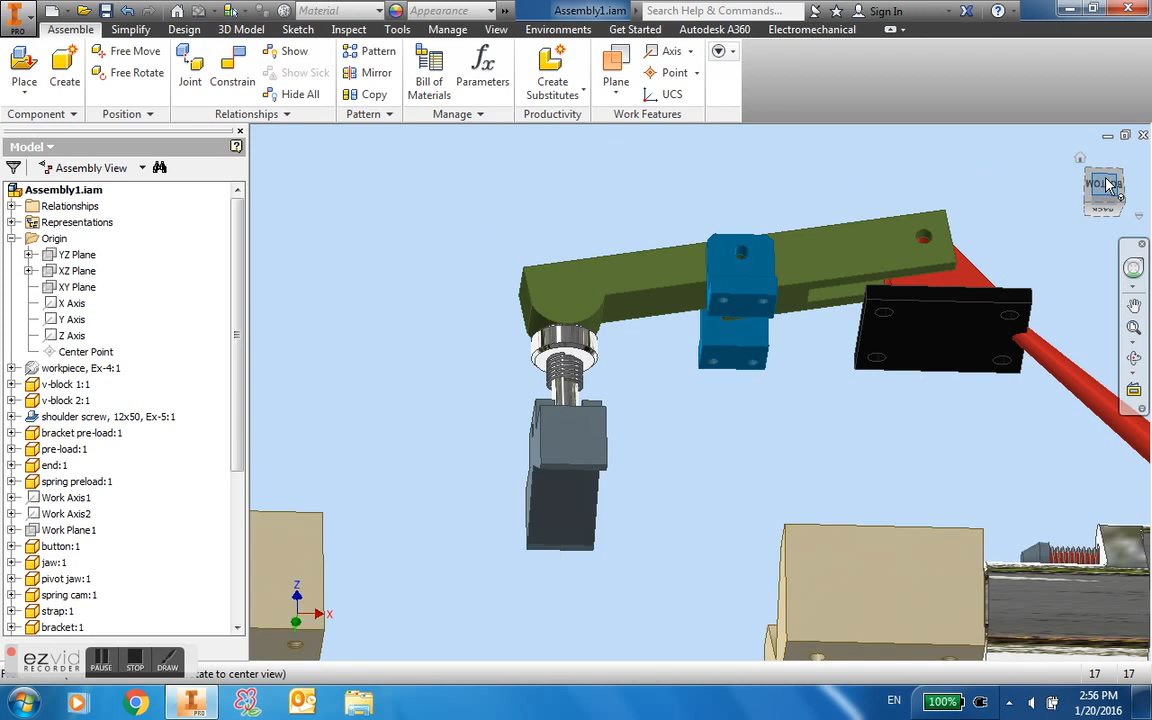 PRO
Material
Appearance
Assembly1.iam
Search Help & Commands...
Sign In
Assemble Simplify Design 3D Model Sketch Inspect Tools Manage View Environments Get Started Autodesk A360 Electromechanical
Place
Create
Free Move
Free Rotate
Joint
Constrain
Show
Show Sick
Hide All
Pattern
Mirror
Copy
Bill of
Materials
Parameters
Create
Substitutes
Plane
Axis
Point
UCS
Component Position Relationships Pattern Manage Productivity Work Features
Model
Assembly View
Assembly1.iam
Relationships
Representations
Origin
YZ Plane
XZ Plane
XY Plane
X Axis
Y Axis
Z Axis
Center Point
workpiece, Ex-4:1
v-block 1:1
v-block 2:1
shoulder screw, 12x50, Ex-5:1
bracket pre-load:1
pre-load:1
end:1
spring preload:1
Work Axis1
Work Axis2
Work Plane1
button:1
jaw:1
pivot jaw:1
spring cam:1
strap:1
bracket:1
BOTTOM
BACK
Z
X
ezvid
RECORDER
PAUSE
STOP
DRAW
tate to center view)
17 17
PRO
EN
100%
2:56 PM
1/20/2016